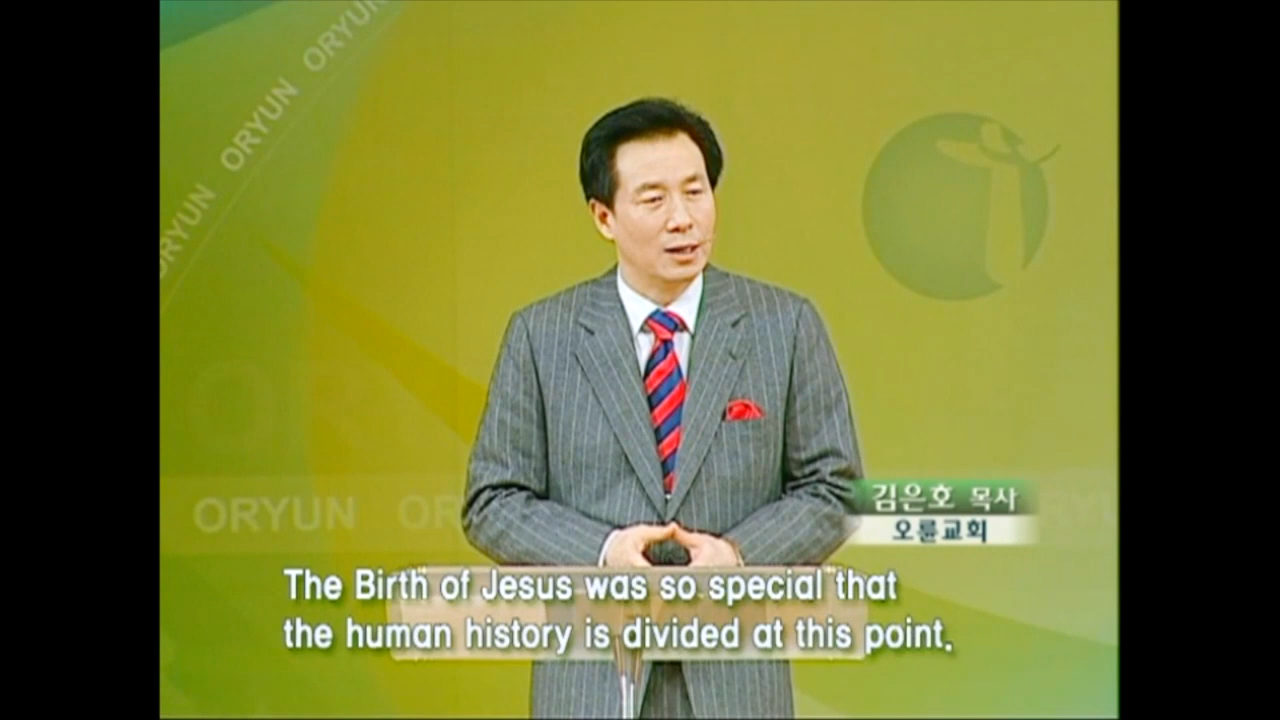 ORYUN
ORYUN
ORYUN
ORYUN
김은호 목사
오륜교회
The Birth of Jesus was so special that
the human history is divided at this point.